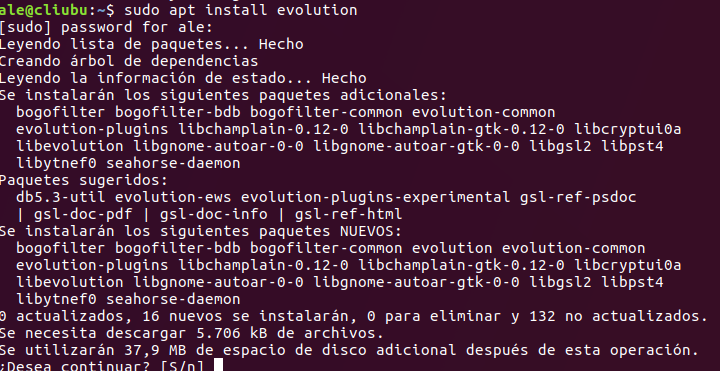 ale@cliubu:~$ sudo apt install evolution
[sudo] password for ale:
Leyendo lista de paquetes... Hecho
Creando árbol de dependencias
Leyendo la información de estado... Hecho
Se instalarán los siguientes paquetes adicionales:
  bogofilter bogofilter-bdb bogofilter-common evolution-common
  evolution-plugins libchamplain-0.12-0 libchamplain-gtk-0.12-0 libcryptui0a
  libevolution libgnome-autoar-0-0 libgnome-autoar-gtk-0-0 libgsl2 libpst4
  libytnef0 seahorse-daemon
Paquetes sugeridos:
  db5.3-util evolution-ews evolution-plugins-experimental gsl-ref-psdoc
  | gsl-doc-pdf | gsl-doc-info | gsl-ref-html
Se instalarán los siguientes paquetes NUEVOS:
  bogofilter bogofilter-bdb bogofilter-common evolution evolution-common
  evolution-plugins libchamplain-0.12-0 libchamplain-gtk-0.12-0 libcryptui0a
  libevolution libgnome-autoar-0-0 libgnome-autoar-gtk-0-0 libgsl2 libpst4
  libytnef0 seahorse-daemon
0 actualizados, 16 nuevos se instalarán, 0 para eliminar y 132 no actualizados.
Se necesita descargar 5.706 kB de archivos.
Se utilizarán 37,9 MB de espacio de disco adicional después de esta operación.
¿Desea continuar? [S/n]